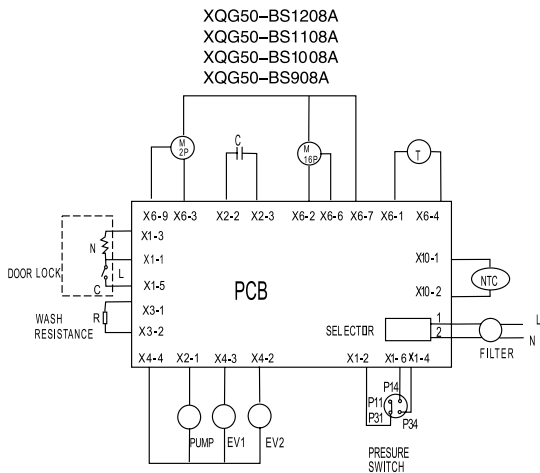 XQG50-BS1208A
XQG50-BS1108A
XQG50-BS1008A
XQG50-BS908A
M
2P
C
M
16P
T
X6-9 X6-3 X2-2 X2-3 X6-2 X6-6 X6-7 X6-1 X6-4
X1-3
N
X1-1
X10-1
DOOR LOCK
L
NTC
C
X1-5
PCB
X10-2
X3-1
WASH
RESISTANCE
R
X3-2
SELECTOR
1
2
L
N
FILTER
X4-4 X2-1 X4-3 X4-2 X1-2 X1-6 X1-4
P14
P11
P31
P34
PUMP EV1 EV2
PRESURE
SWITCH